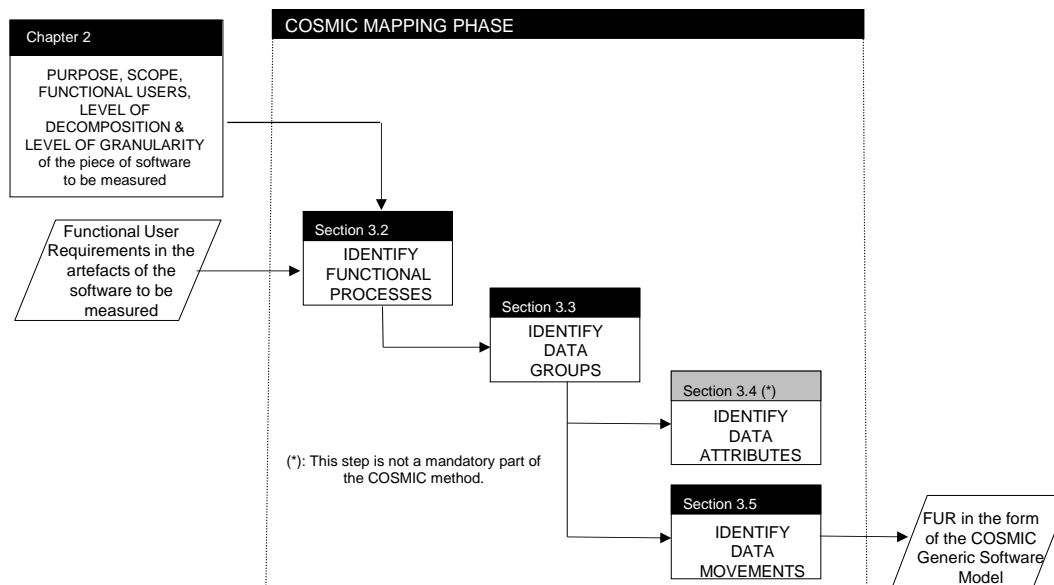 COSMIC MAPPING PHASE
Chapter 2
PURPOSE, SCOPE,
FUNCTIONAL USERS,
LEVEL OF
DECOMPOSITION &
LEVEL OF GRANULARITY
of the piece of software
to be measured
Functional User
Requirements in the
artefacts of the
software to be
measured
Section 3.2
IDENTIFY
FUNCTIONAL
PROCESSES
Section 3.3
IDENTIFY
DATA
GROUPS
Section 3.4 (*)
IDENTIFY
DATA
ATTRIBUTES
(*): This step is not a mandatory part of
the COSMIC method.
Section 3.5
IDENTIFY
DATA
MOVEMENTS
FUR in the form
of the COSMIC
Generic Software
Model